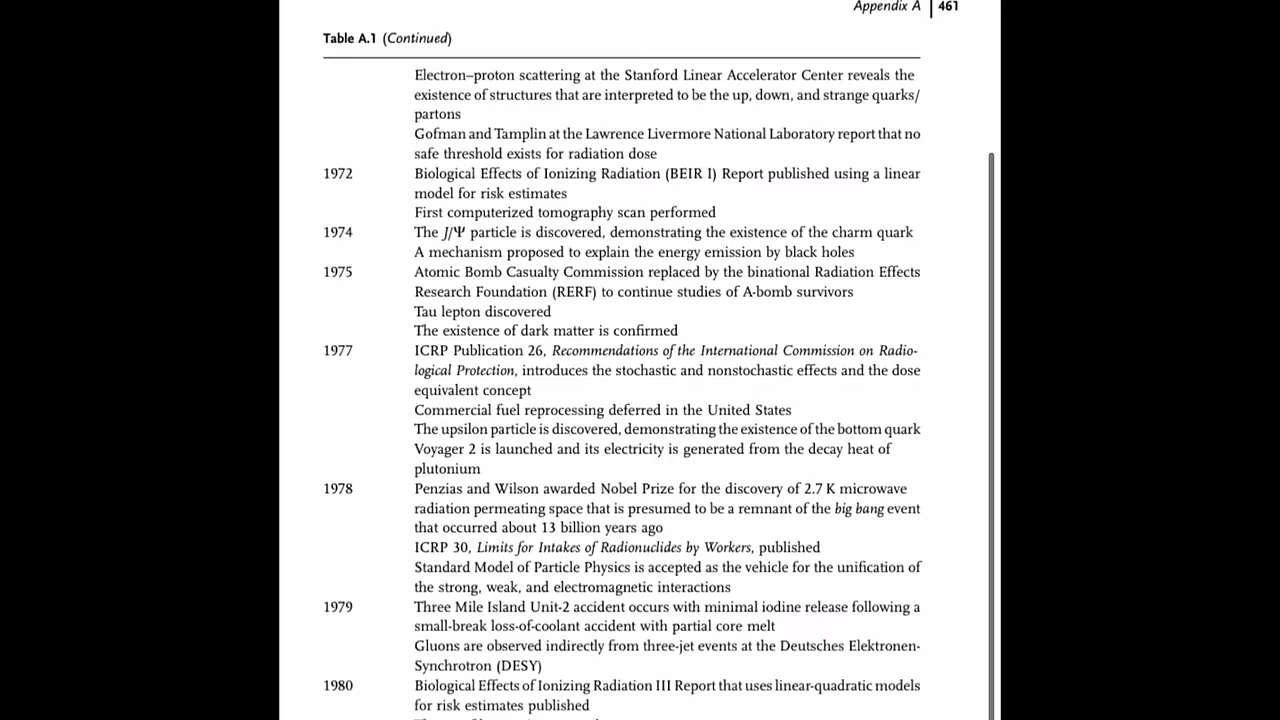 Appendix A | 461
Table A.1 (Continued)
Electron–proton scattering at the Stanford Linear Accelerator Center reveals the
existence of structures that are interpreted to be the up, down, and strange quarks/
partons
Gofman and Tamplin at the Lawrence Livermore National Laboratory report that no
safe threshold exists for radiation dose
1972 Biological Effects of Ionizing Radiation (BEIR I) Report published using a linear
model for risk estimates
First computerized tomography scan performed
1974 The J/Ψ particle is discovered, demonstrating the existence of the charm quark
A mechanism proposed to explain the energy emission by black holes
1975 Atomic Bomb Casualty Commission replaced by the binational Radiation Effects
Research Foundation (RERF) to continue studies of A-bomb survivors
Tau lepton discovered
The existence of dark matter is confirmed
1977 ICRP Publication 26, Recommendations of the International Commission on Radio-
logical Protection, introduces the stochastic and nonstochastic effects and the dose
equivalent concept
Commercial fuel reprocessing deferred in the United States
The upsilon particle is discovered, demonstrating the existence of the bottom quark
Voyager 2 is launched and its electricity is generated from the decay heat of
plutonium
1978 Penzias and Wilson awarded Nobel Prize for the discovery of 2.7 K microwave
radiation permeating space that is presumed to be a remnant of the big bang event
that occurred about 13 billion years ago
ICRP 30, Limits for Intakes of Radionuclides by Workers, published
Standard Model of Particle Physics is accepted as the vehicle for the unification of
the strong, weak, and electromagnetic interactions
1979 Three Mile Island Unit-2 accident occurs with minimal iodine release following a
small-break loss-of-coolant accident with partial core melt
Gluons are observed indirectly from three-jet events at the Deutsches Elektronen-
Synchrotron (DESY)
1980 Biological Effects of Ionizing Radiation III Report that uses linear-quadratic models
for risk estimates published